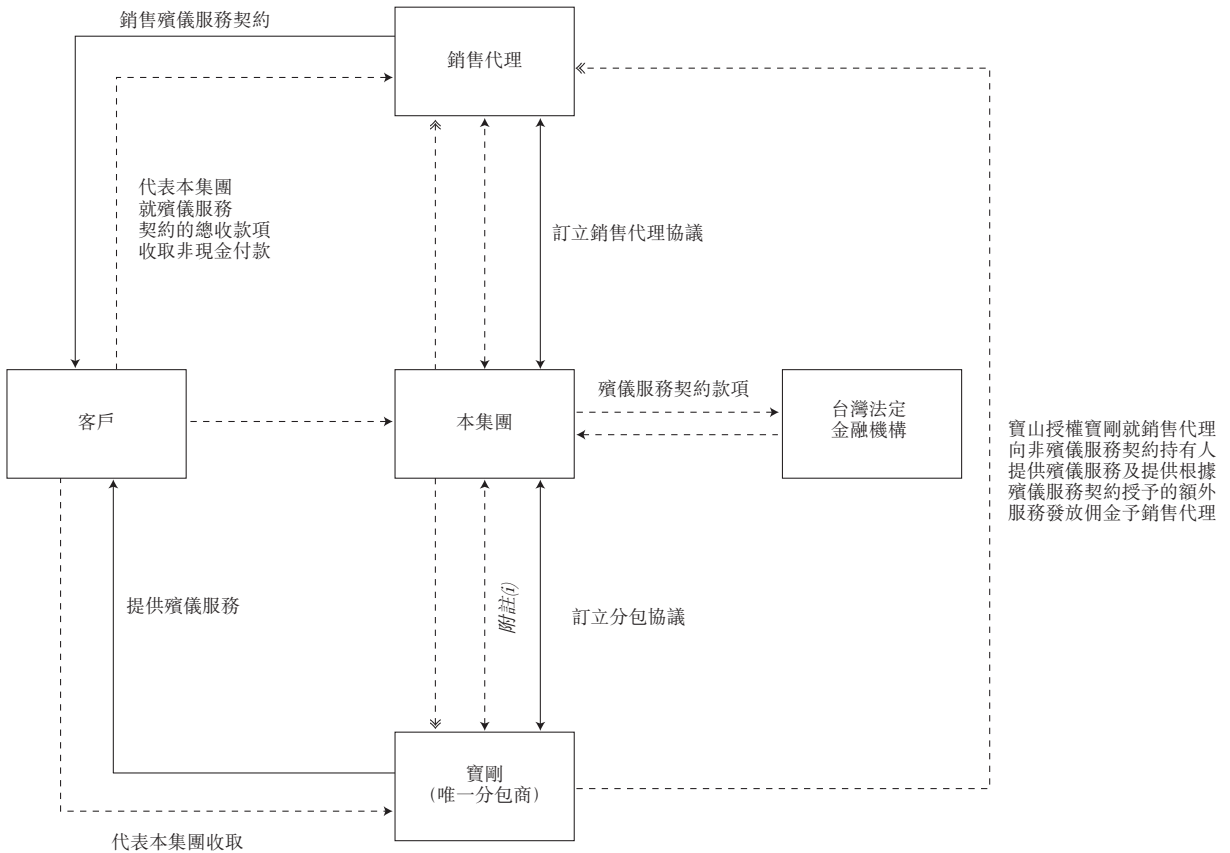 銷售殯儀服務契約
銷售代理
代表本集團
就殯儀服務
契約的總收款項
收取非現金付款
訂立銷售代理協議
客戶
本集團
殯儀服務契約款項
台灣法定
金融機構
寶山授權寶剛就銷售代理
向非殯儀服務契約持有人
提供殯儀服務及提供根據
殯儀服務契約授予的額外
服務發放佣金予銷售代理
提供殯儀服務
附註(i)
訂立分包協議
寶剛
(唯一分包商)
代表本集團收取